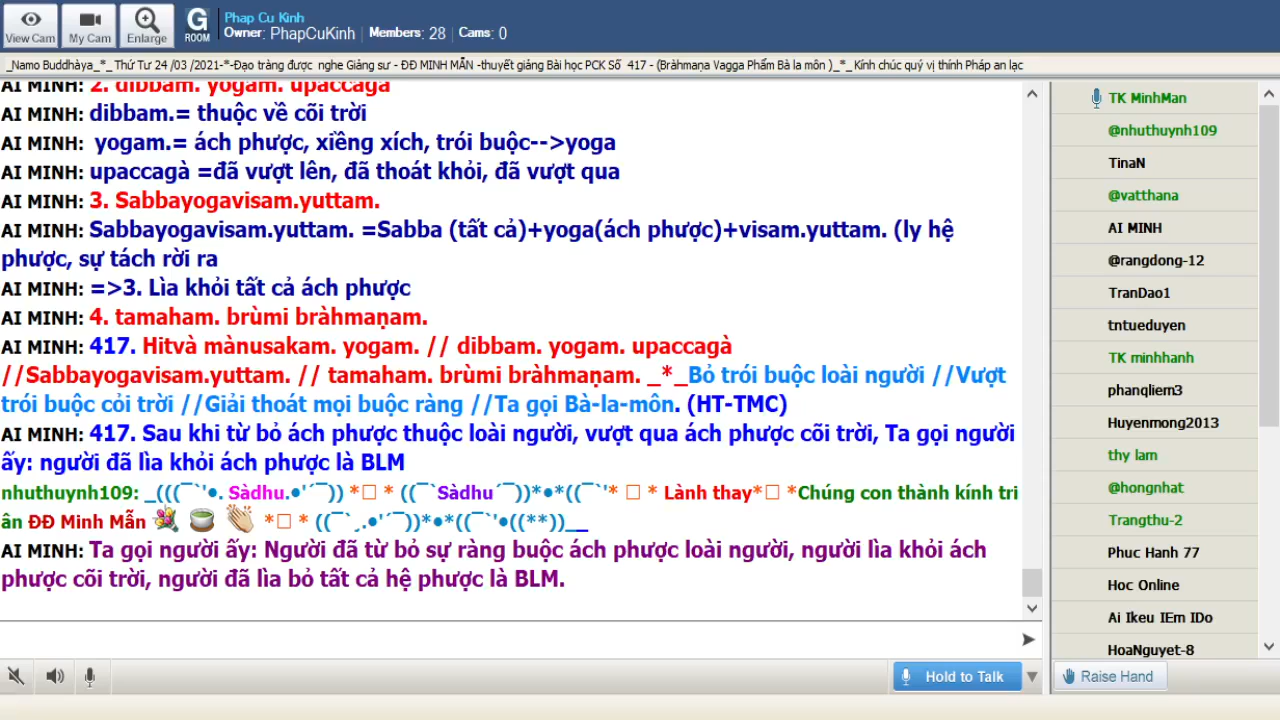 View Cam
My Cam
Enlarge
G
ROOM
Phap Cu Kinh
Owner: PhapCuKinh | Members: 28 | Cams: 0
_Namo Buddhàya_*_ Thứ Tư 24 /03 /2021-*-Đạo tràng được nghe Giảng sư - ĐĐ MINH MẪN -thuyết giảng Bài học PCK Số 417 - (Bràhmaṇa Vagga Phẩm Bà la môn )_*_ Kính chúc quý vị thính Pháp an lạc
AI MINH: 2. dibbam. yogam. upaccagà
AI MINH: dibbam.= thuộc về cõi trời
AI MINH: yogam.= ách phược, xiềng xích, trói buộc-->yoga
AI MINH: upaccagà =đã vượt lên, đã thoát khỏi, đã vượt qua
AI MINH: 3. Sabbayogavisam.yuttam.
AI MINH: Sabbayogavisam.yuttam. =Sabba (tất cả)+yoga(ách phược)+visam.yuttam. (ly hệ
phược, sự tách rời ra
AI MINH: =>3. Lìa khỏi tất cả ách phược
AI MINH: 4. tamaham. brùmi bràhmaṇam.
AI MINH: 417. Hitvà mànusakam. yogam. // dibbam. yogam. upaccagà
//Sabbayogavisam.yuttam. // tamaham. brùmi bràhmaṇam. _*_Bỏ trói buộc loài người //Vượt
trói buộc cỏi trời //Giải thoát mọi buộc ràng //Ta gọi Bà-la-môn. (HT-TMC)
AI MINH: 417. Sau khi từ bỏ ách phược thuộc loài người, vượt qua ách phược cõi trời, Ta gọi người
ấy: người đã lìa khỏi ách phược là BLM
nhuthuynh109: _(((¯`'•. Sàdhu.•'´¯)) *□ * ((¯`Sàdhu´¯))*•*((¯`'* □ * Lành thay*□ *Chúng con thành kính tri
ân ĐĐ Minh Mẫn *□ * ((¯`¸.•'´¯))*•*((¯`'•((**))__
AI MINH: Ta gọi người ấy: Người đã từ bỏ sự ràng buộc ách phược loài người, người lìa khỏi ách
phược cõi trời, người đã lìa bỏ tất cả hệ phược là BLM.
TK MinhMan
@nhuthuynh109
TinaN
@vatthana
AI MINH
@rangdong-12
TranDao1
tntueduyen
TK minhhanh
phanqliem3
Huyenmong2013
thy lam
@hongnhat
Trangthu-2
Phuc Hanh 77
Hoc Online
Ai Ikeu IEm IDo
HoaNguyet-8
Hold to Talk
Raise Hand